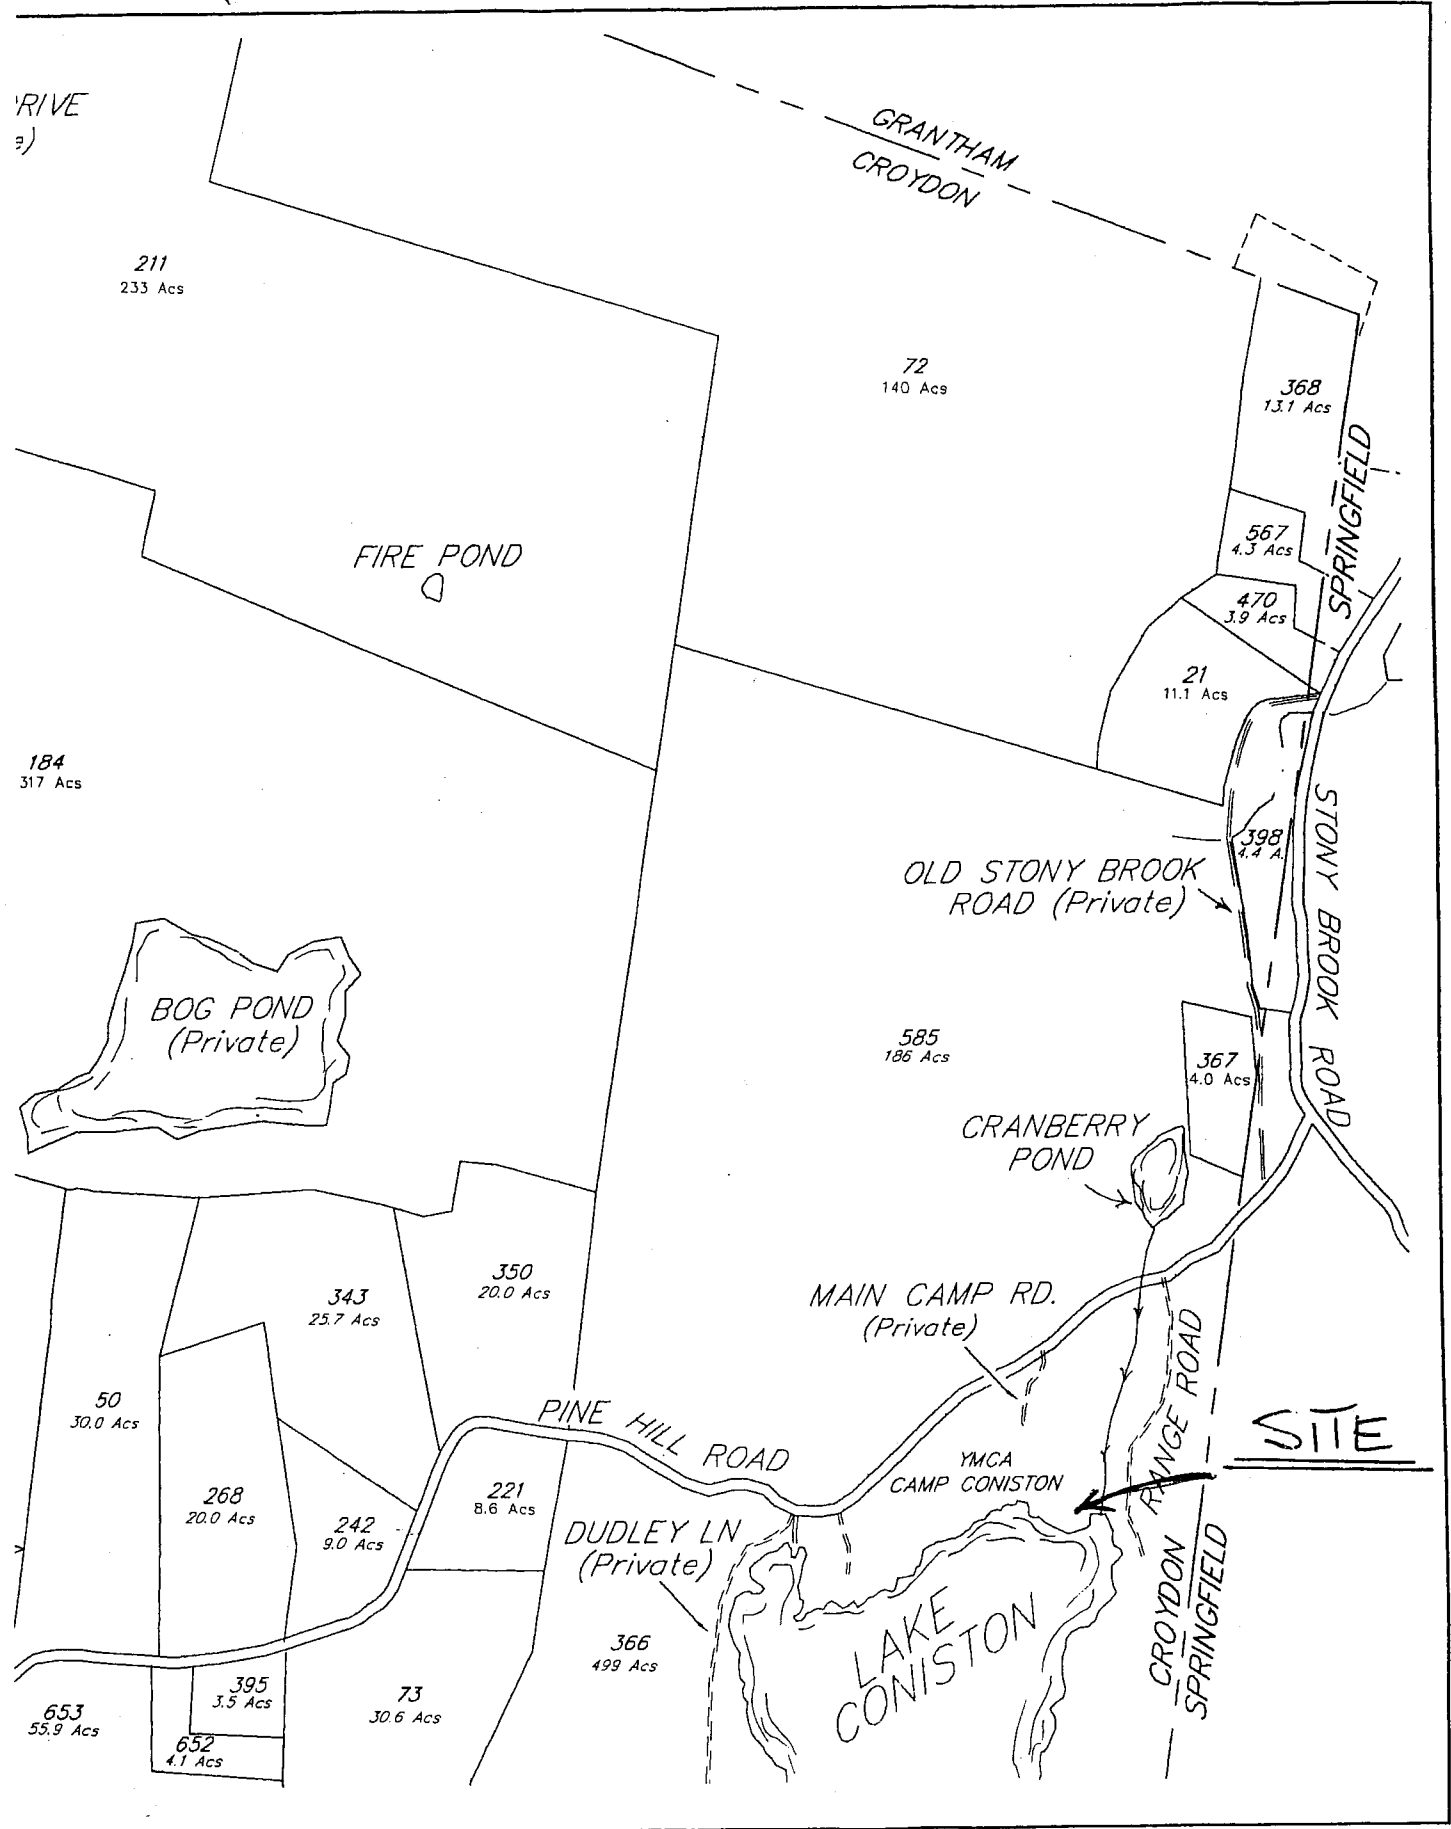 GRANTHAM
CROYDON
211
233 Acs
72
140 Acs
368
13.1 Acs
SPRINGFIELD
567
4.3 Acs
FIRE POND
470
3.9 Acs
21
11.1 Acs
184
317 Acs
398
4.4 A.
STONY BROOK ROAD
OLD STONY BROOK
ROAD (Private)
BOG POND
(Private)
585
186 Acs
367
4.0 Acs
CRANBERRY
POND
350
20.0 Acs
343
25.7 Acs
MAIN CAMP RD.
(Private)
RANGE ROAD
50
30.0 Acs
PINE HILL ROAD
SITE
YMCA
CAMP CONISTON
268
20.0 Acs
221
8.6 Acs
242
9.0 Acs
DUDLEY LN
(Private)
CROYDON
SPRINGFIELD
LAKE
CONISTON
366
499 Acs
395
3.5 Acs
73
30.6 Acs
653
55.9 Acs
652
4.1 Acs